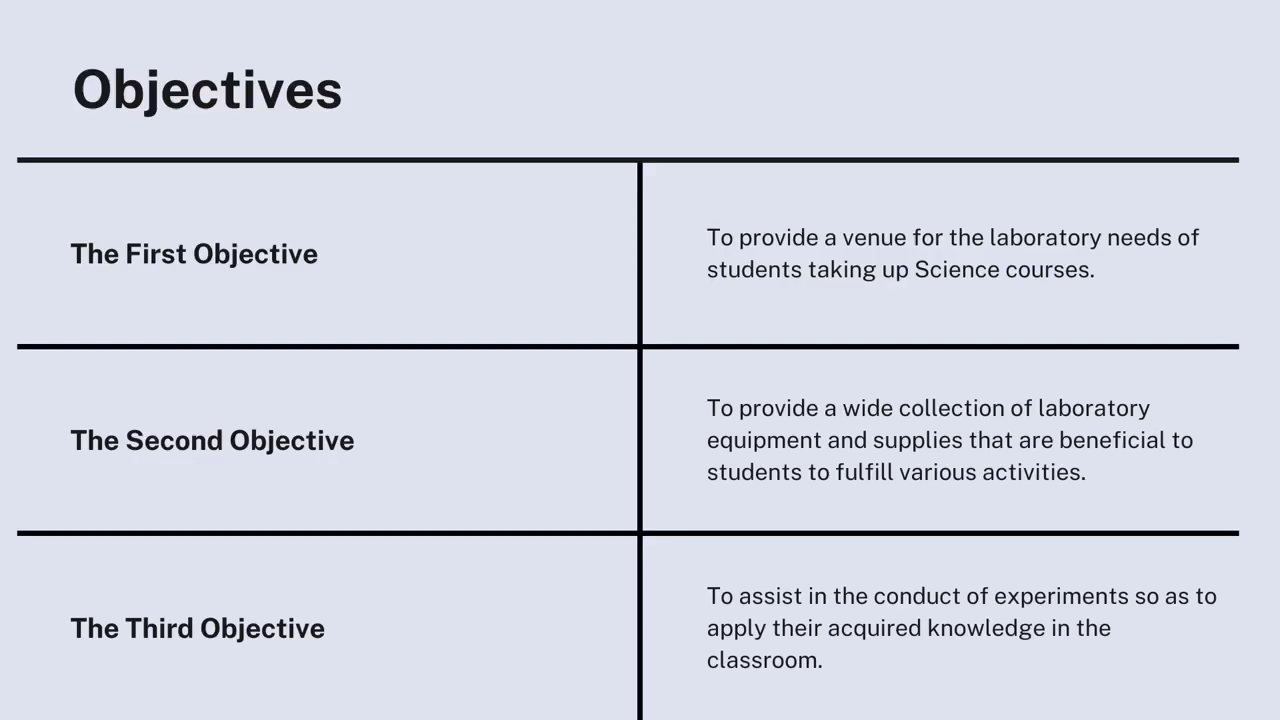 Objectives
The First Objective
To provide a venue for the laboratory needs of
students taking up Science courses.
The Second Objective
To provide a wide collection of laboratory
equipment and supplies that are beneficial to
students to fulfill various activities.
The Third Objective
To assist in the conduct of experiments so as to
apply their acquired knowledge in the
classroom.